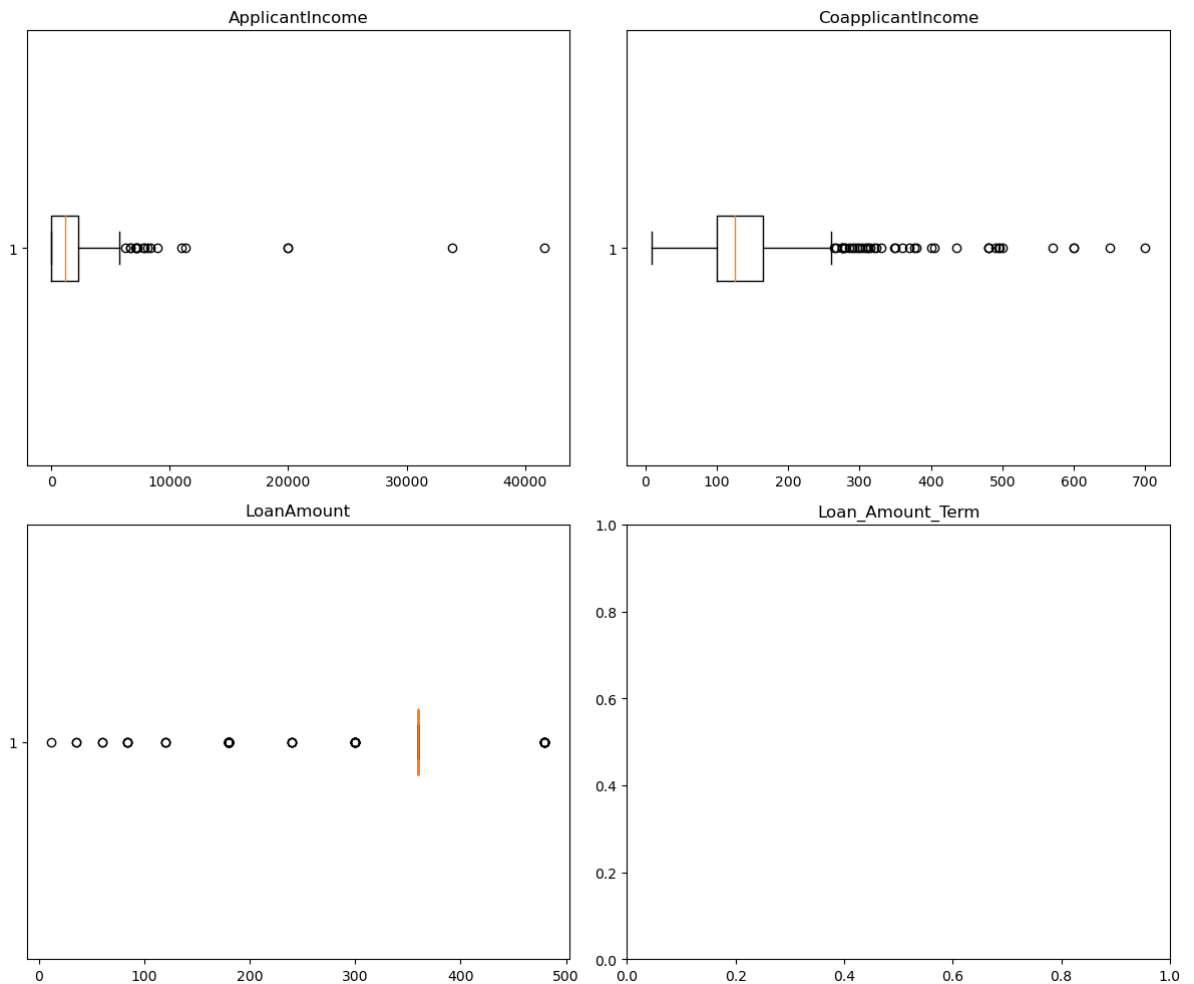 ApplicantIncome
1
0 10000 20000 30000 40000
CoapplicantIncome
1
0 100 200 300 400 500 600 700
LoanAmount
1
0 100 200 300 400 500
Loan_Amount_Term
1.0
0.8
0.6
0.4
0.2
0.0
0.0 0.2 0.4 0.6 0.8 1.0